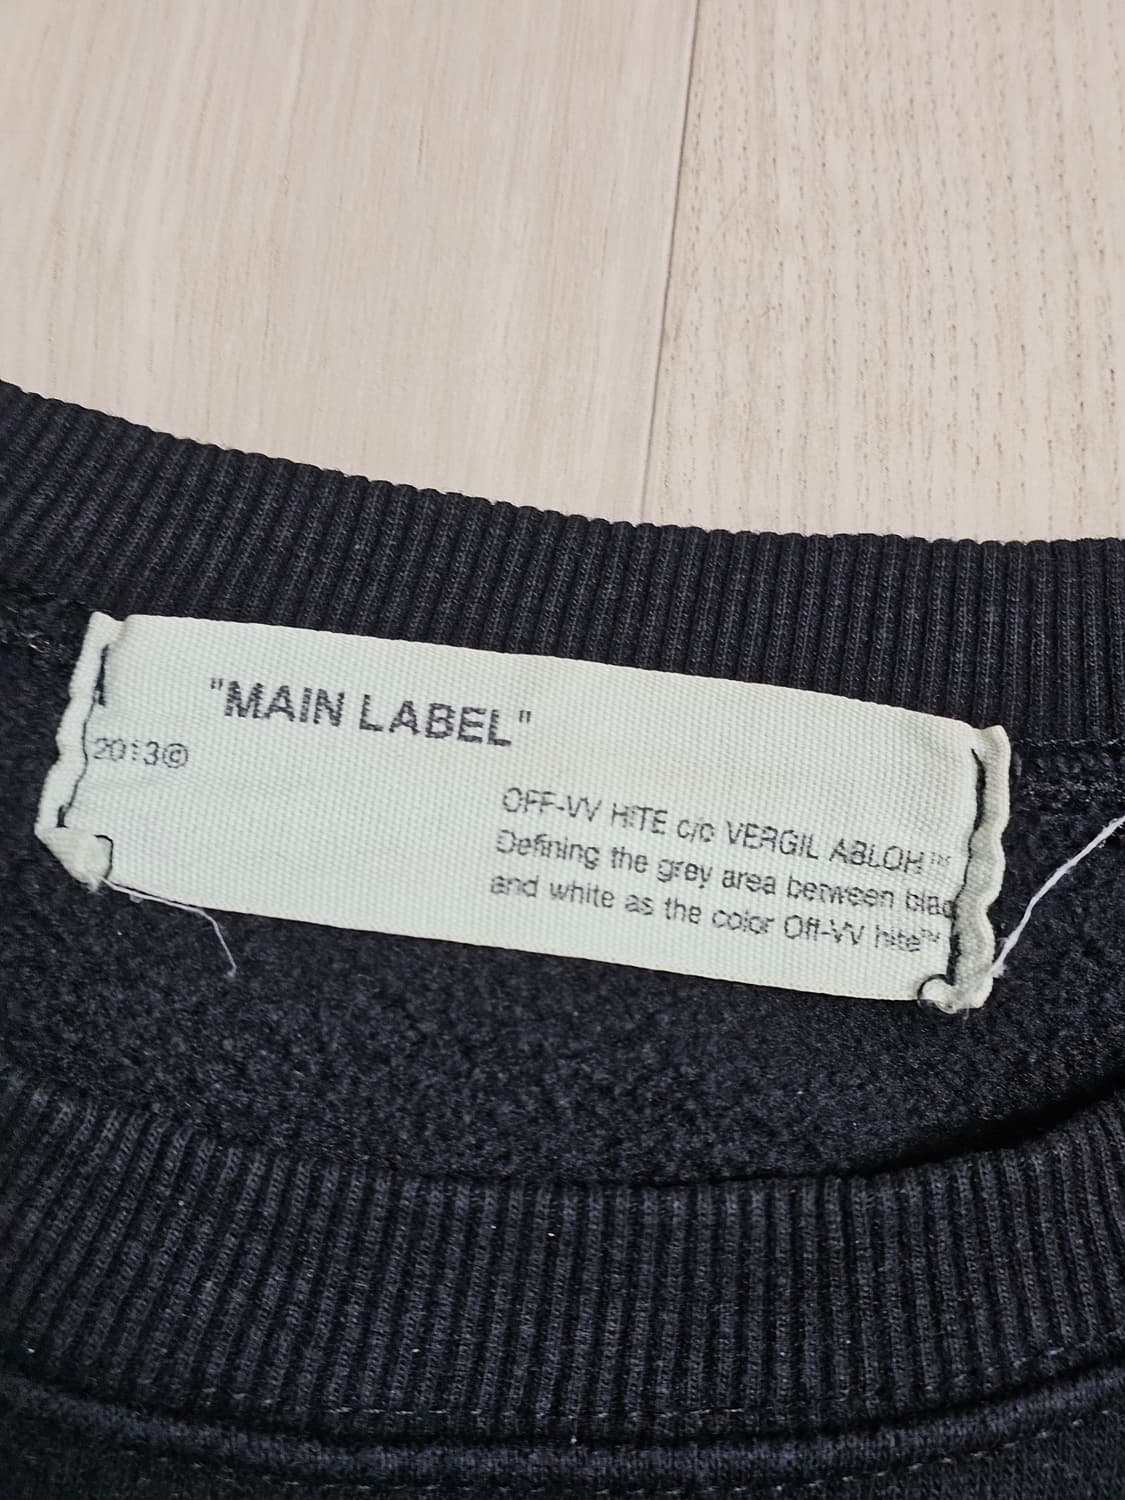 "MAIN LABEL"
2013©
OFF-VV HITE c/o VERGIL ABLOH™
Defining the grey area between blac
and white as the color Off-VV hite™